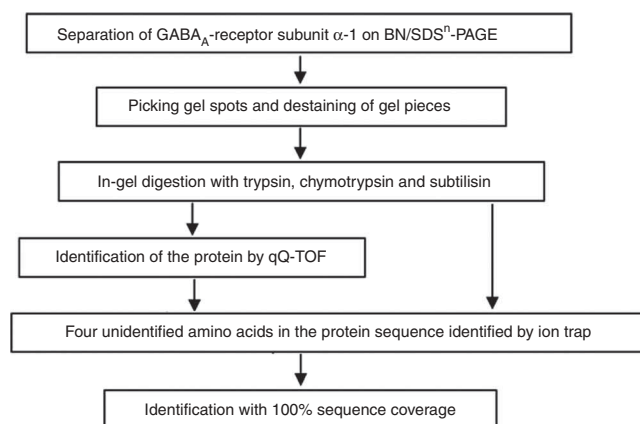 Separation of GABA_A-receptor subunit α-1 on BN/SDSⁿ-PAGE
Picking gel spots and destaining of gel pieces
In-gel digestion with trypsin, chymotrypsin and subtilisin
Identification of the protein by qQ-TOF
Four unidentified amino acids in the protein sequence identified by ion trap
Identification with 100% sequence coverage